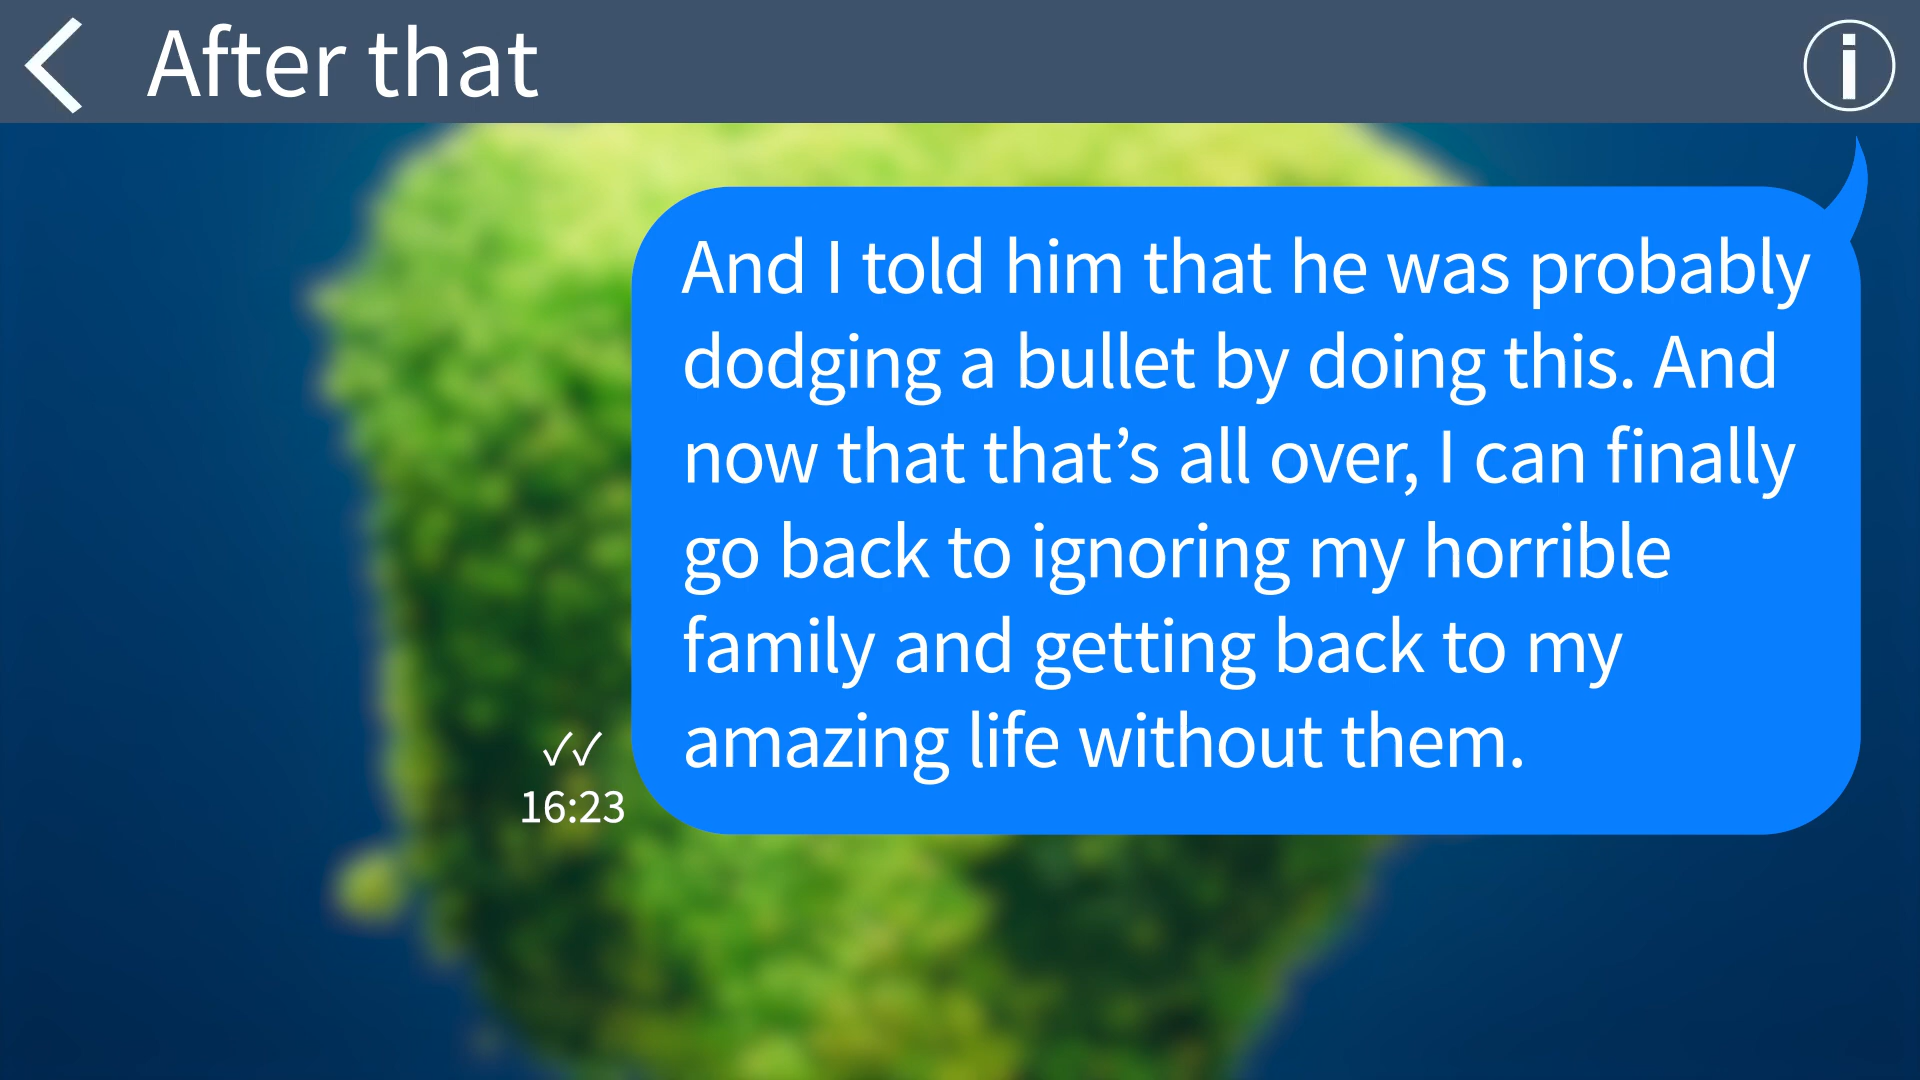 After that
And I told him that he was probably
dodging a bullet by doing this. And
now that that’s all over, I can finally
go back to ignoring my horrible
family and getting back to my
amazing life without them.
✓✓
16:23